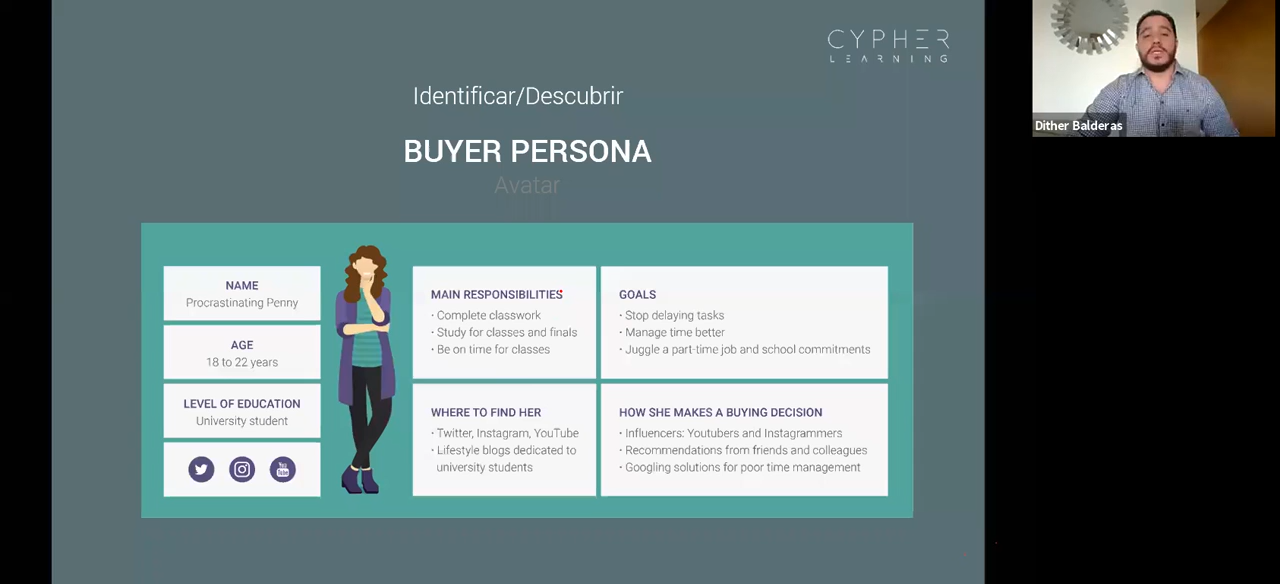 CYPHER
LEARNING
Dither Balderas
Identificar/Descubrir
BUYER PERSONA
Avatar
NAME
Procrastinating Penny
AGE
18 to 22 years
LEVEL OF EDUCATION
University student
You
Tube
MAIN RESPONSIBILITIES
· Complete classwork
· Study for classes and finals
· Be on time for classes
GOALS
· Stop delaying tasks
· Manage time better
· Juggle a part-time job and school commitments
WHERE TO FIND HER
· Twitter, Instagram, YouTube
· Lifestyle blogs dedicated to
university students
HOW SHE MAKES A BUYING DECISION
· Influencers: Youtubers and Instagrammers
· Recommendations from friends and colleagues
· Googling solutions for poor time management